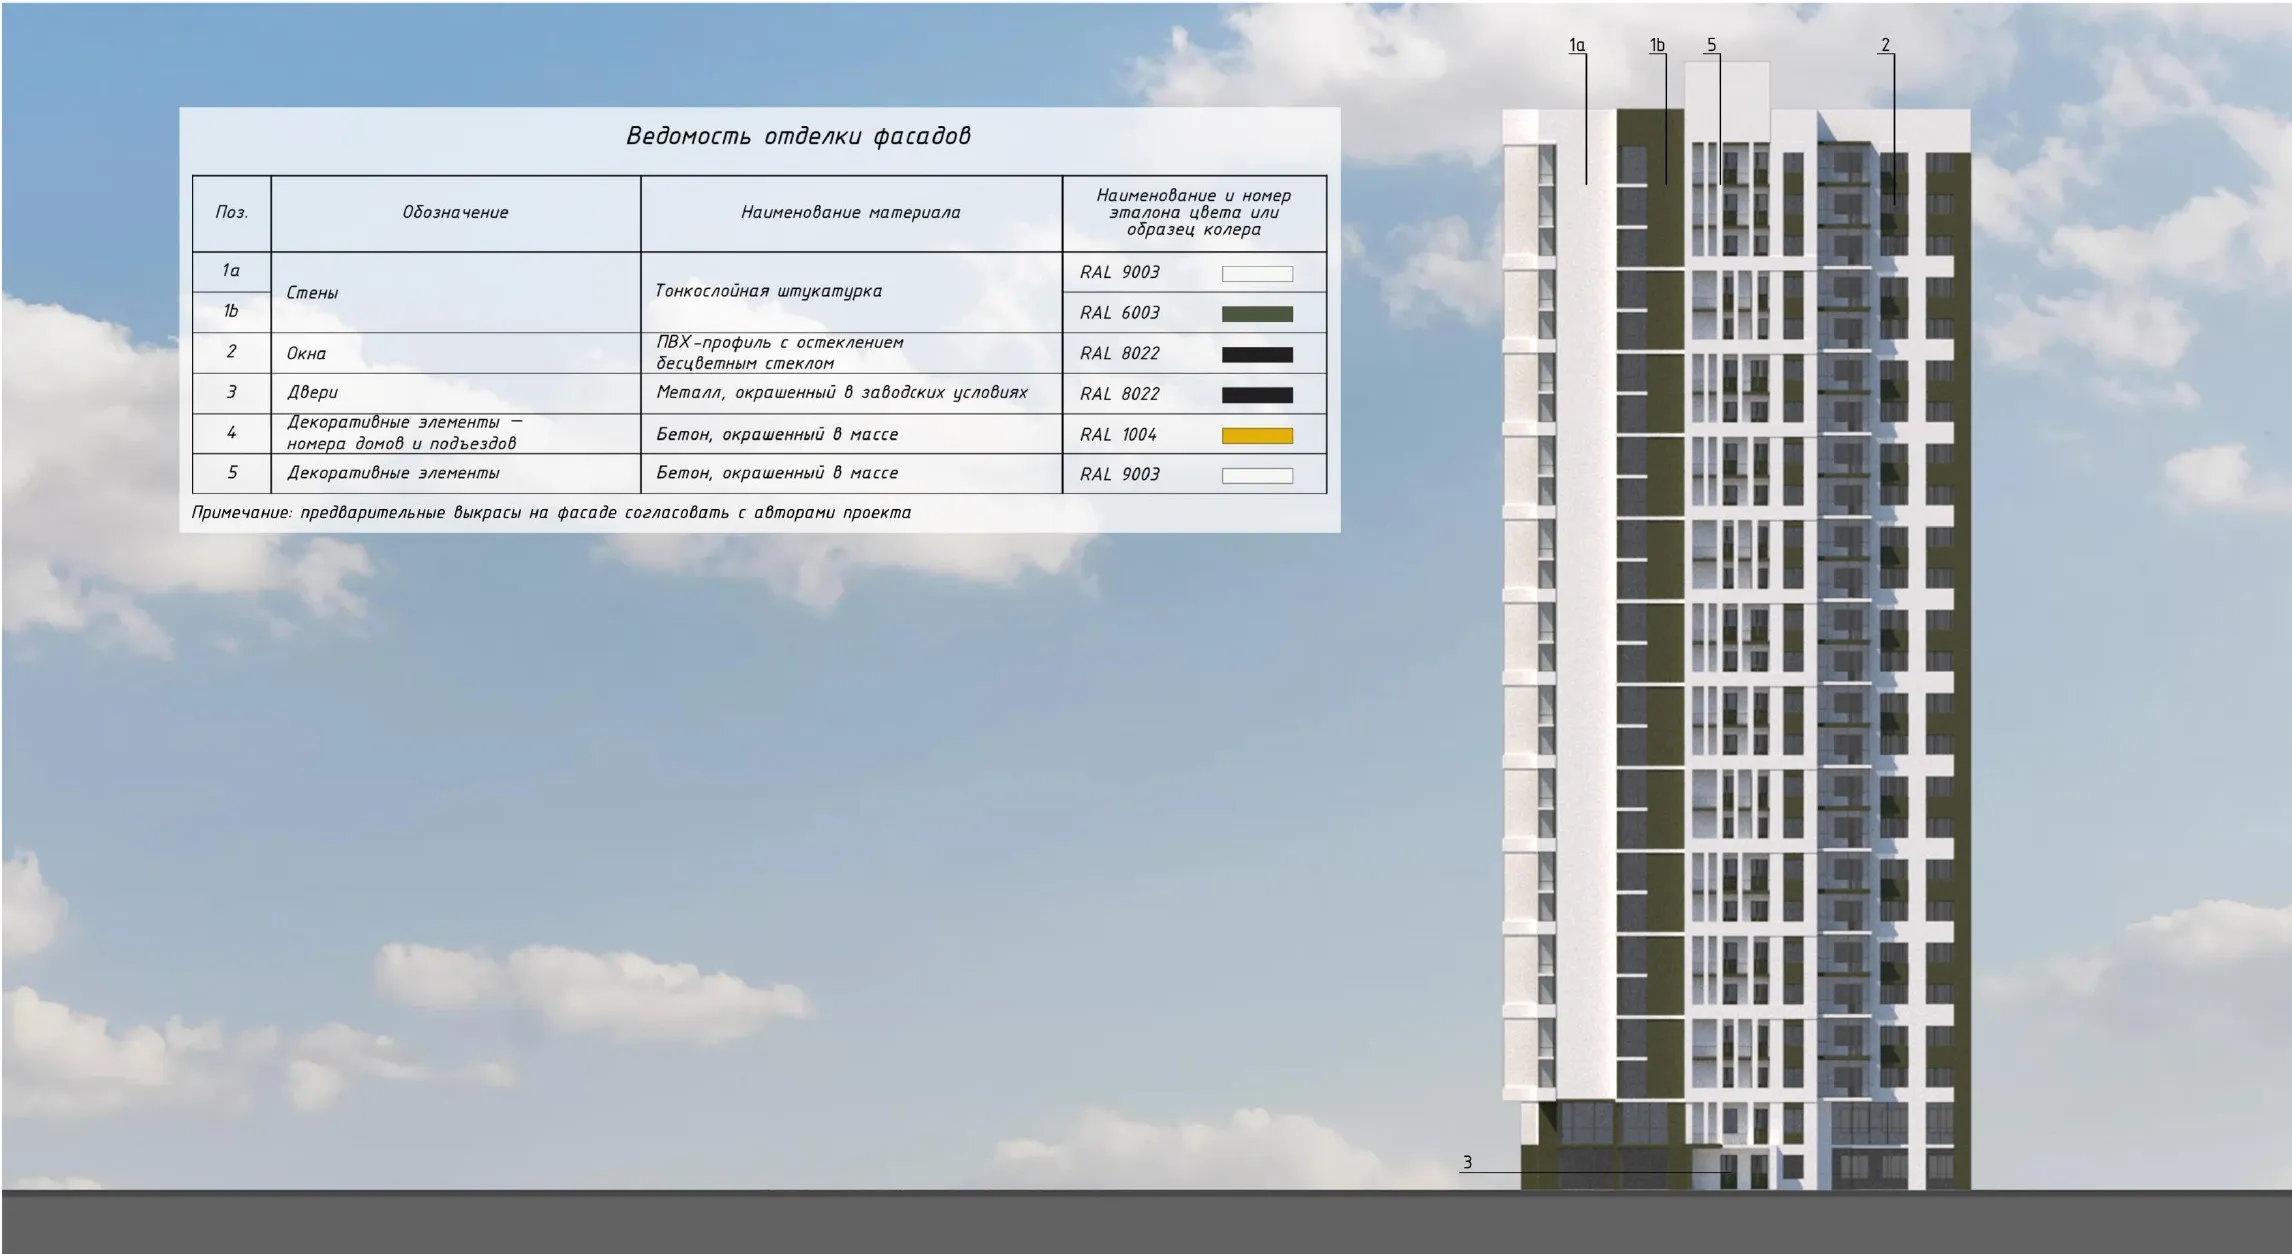 1а 1b 5 2
Ведомость отделки фасадов
Поз. Обозначение Наименование материала Наименование и номер
эталона цвета или
образец колера
1а Стены Тонкослойная штукатурка RAL 9003
1b RAL 6003
2 Окна ПВХ-профиль с остеклением
бесцветным стеклом RAL 8022
3 Двери Металл, окрашенный в заводских условиях RAL 8022
4 Декоративные элементы –
номера домов и подъездов Бетон, окрашенный в массе RAL 1004
5 Декоративные элементы Бетон, окрашенный в массе RAL 9003
Примечание: предварительные выкрасы на фасаде согласовать с авторами проекта
3